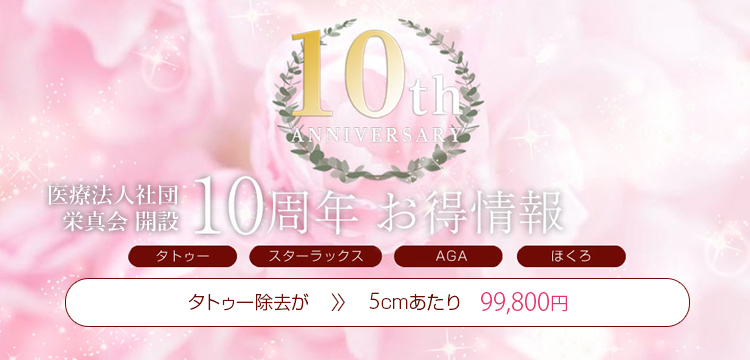 10th
ANNIVERSARY
医療法人社団
栄真会 開設
10周年 お得情報
タトゥー スターラックス AGA ほくろ
タトゥー除去が 》 5cmあたり 99,800円